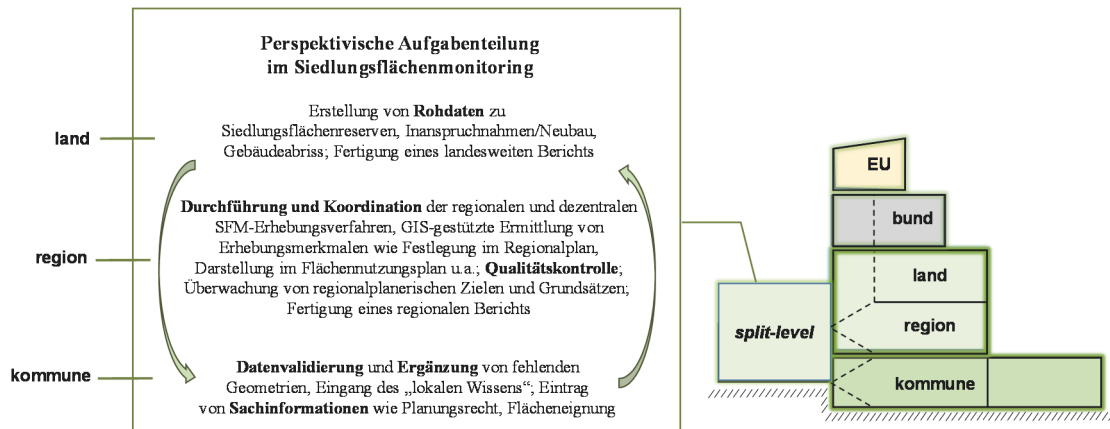 Perspektivische Aufgabenteilung
im Siedlungsflächenmonitoring
land
Erstellung von Rohdaten zu
Siedlungsflächenreserven, Inanspruchnahmen/Neubau,
Gebäudeabriss; Fertigung eines landesweiten Berichts
region
Durchführung und Koordination der regionalen und dezentralen
SFM-Erhebungsverfahren, GIS-gestützte Ermittlung von
Erhebungsmerkmalen wie Festlegung im Regionalplan,
Darstellung im Flächennutzungsplan u.a.; Qualitätskontrolle;
Überwachung von regionalplanerischen Zielen und Grundsätzen;
Fertigung eines regionalen Berichts
kommune
Datenvalidierung und Ergänzung von fehlenden
Geometrien, Eingang des „lokalen Wissens“; Eintrag
von Sachinformationen wie Planungsrecht, Flächeneignung
split-level
EU
bund
land
region
kommune